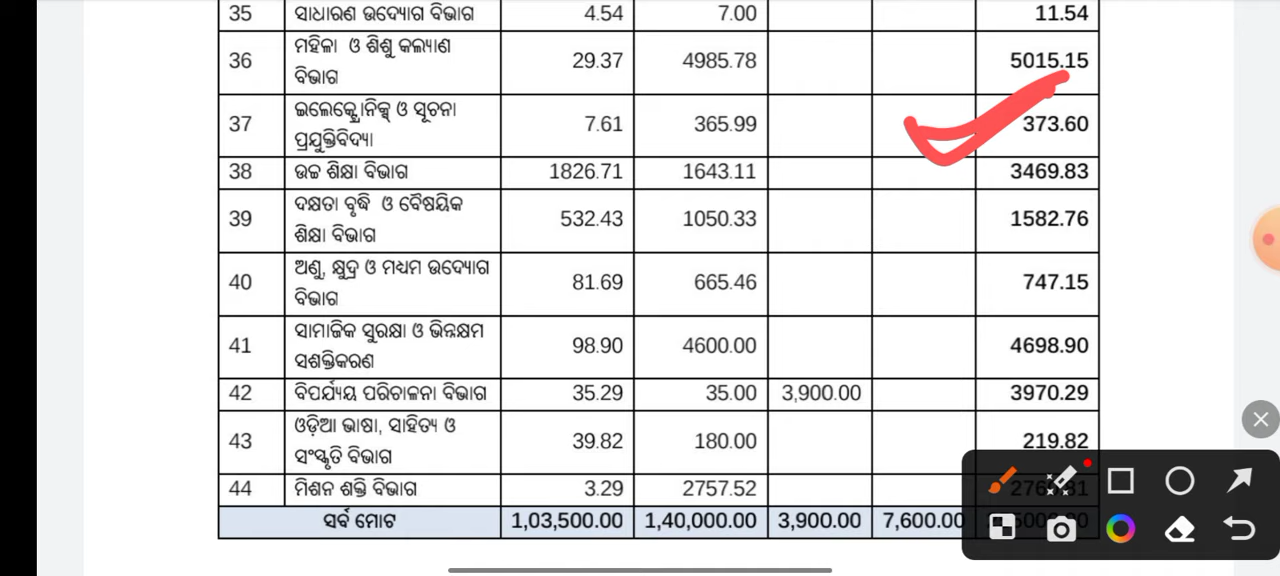 35 ସାଧାରଣ ଉଦ୍ୟୋଗ ବିଭାଗ 4.54 7.00 11.54
36 ମହିଳା ଓ ଶିଶୁ କଲ୍ୟାଣ
ବିଭାଗ 29.37 4985.78 5015.15
37 ଇଲେକ୍ଟ୍ରୋନିକ୍ସ ଓ ସୂଚନା
ପ୍ରଯୁକ୍ତିବିଦ୍ୟା 7.61 365.99 373.60
38 ଉଚ୍ଚ ଶିକ୍ଷା ବିଭାଗ 1826.71 1643.11 3469.83
39 ଦକ୍ଷତା ବୃଦ୍ଧି ଓ ବୈଷୟିକ
ଶିକ୍ଷା ବିଭାଗ 532.43 1050.33 1582.76
40 ଅଣୁ, କ୍ଷୁଦ୍ର ଓ ମଧ୍ୟମ ଉଦ୍ୟୋଗ
ବିଭାଗ 81.69 665.46 747.15
41 ସାମାଜିକ ସୁରକ୍ଷା ଓ ଭିନ୍ନକ୍ଷମ
ସଶକ୍ତିକରଣ 98.90 4600.00 4698.90
42 ବିପର୍ଯ୍ୟୟ ପରିଚାଳନା ବିଭାଗ 35.29 35.00 3,900.00 3970.29
43 ଓଡ଼ିଆ ଭାଷା, ସାହିତ୍ୟ ଓ
ସଂସ୍କୃତି ବିଭାଗ 39.82 180.00 219.82
44 ମିଶନ ଶକ୍ତି ବିଭାଗ 3.29 2757.52
ସର୍ବ ମୋଟ 1,03,500.00 1,40,000.00 3,900.00 7,600.00